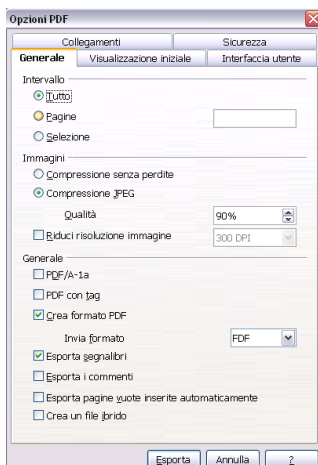 Opzioni PDF
Collegamenti Sicurezza
Generale Visualizzazione iniziale Interfaccia utente
Intervallo
Tutto
Pagine
Selezione
Immagini
Compressione senza perdite
Compressione JPEG
Qualità 90%
Riduci risoluzione immagine 300 DPI
Generale
PDF/A-1a
PDF con tag
Crea formato PDF
Invia formato FDF
Esporta segnalibri
Esporta i commenti
Esporta pagine vuote inserite automaticamente
Crea un file ibrido
Esporta Annulla ?